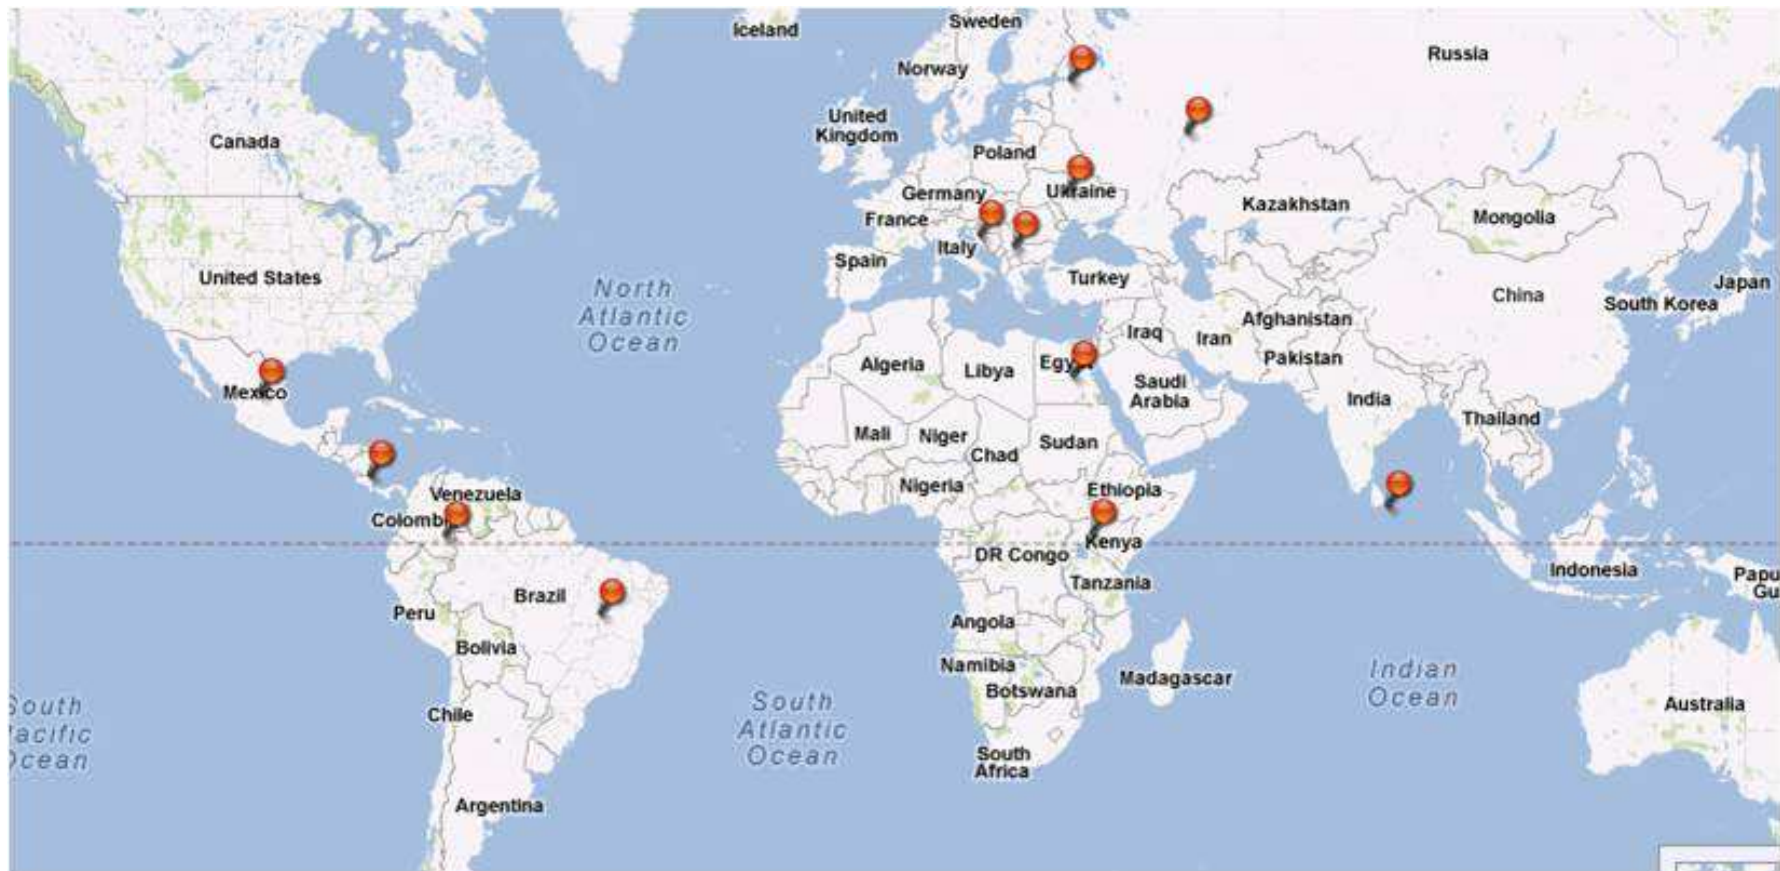 Sweden
Iceland
Russia
Norway
United
Kingdom
Canada
Poland
Germany
Ukraine
Kazakhstan
Mongolia
France
Italy
Spain
United States
Turkey
Japan
China
South Korea
North
Atlantic
Ocean
Afghanistan
Iraq
Iran
Pakistan
Algeria
Libya
Saudi
Arabia
Mexico
India
Thailand
Mali
Niger
Sudan
Chad
Nigeria
Ethiopia
Venezuela
Kenya
DR Congo
Indonesia
Tanzania
Brazil
Peru
Angola
Bolivia
Namibia
Botswana
Madagascar
Indian
Ocean
South
Atlantic
Ocean
Australia
Chile
South
Ocean
South
Africa
Argentina